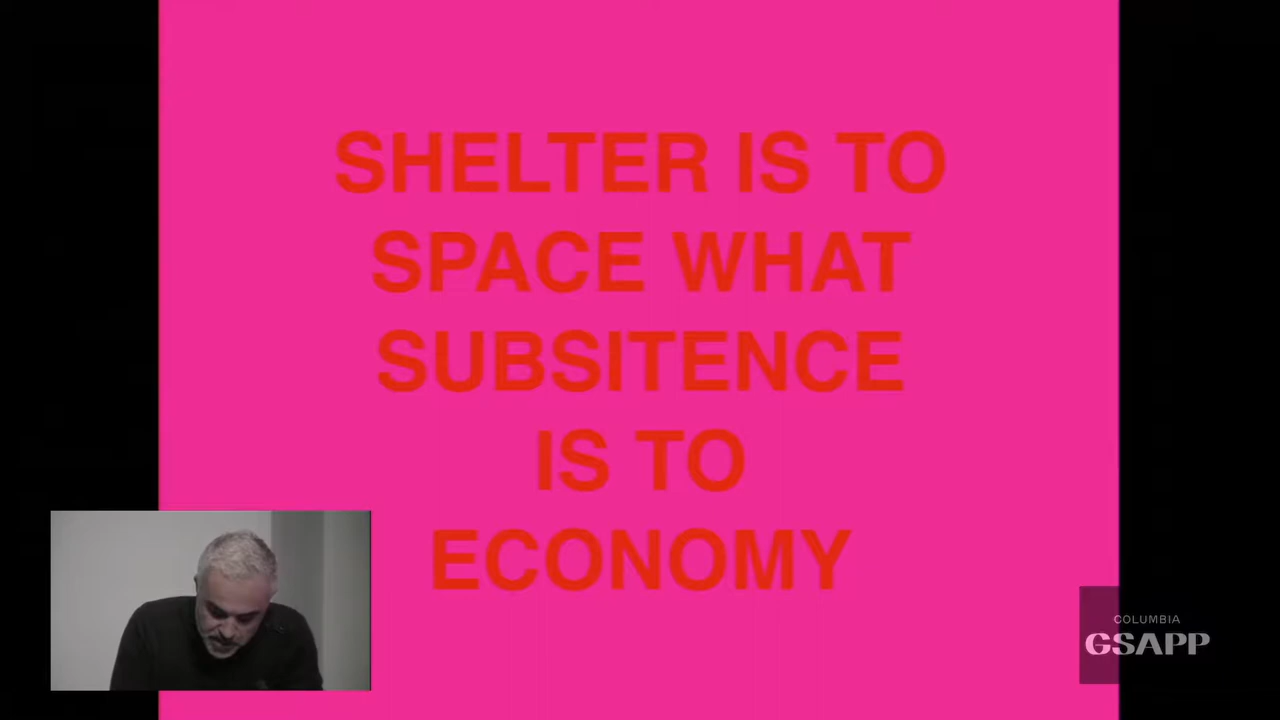 SHELTER IS TO
SPACE WHAT
SUBSITENCE
IS TO
ECONOMY
COLUMBIA
GSAPP